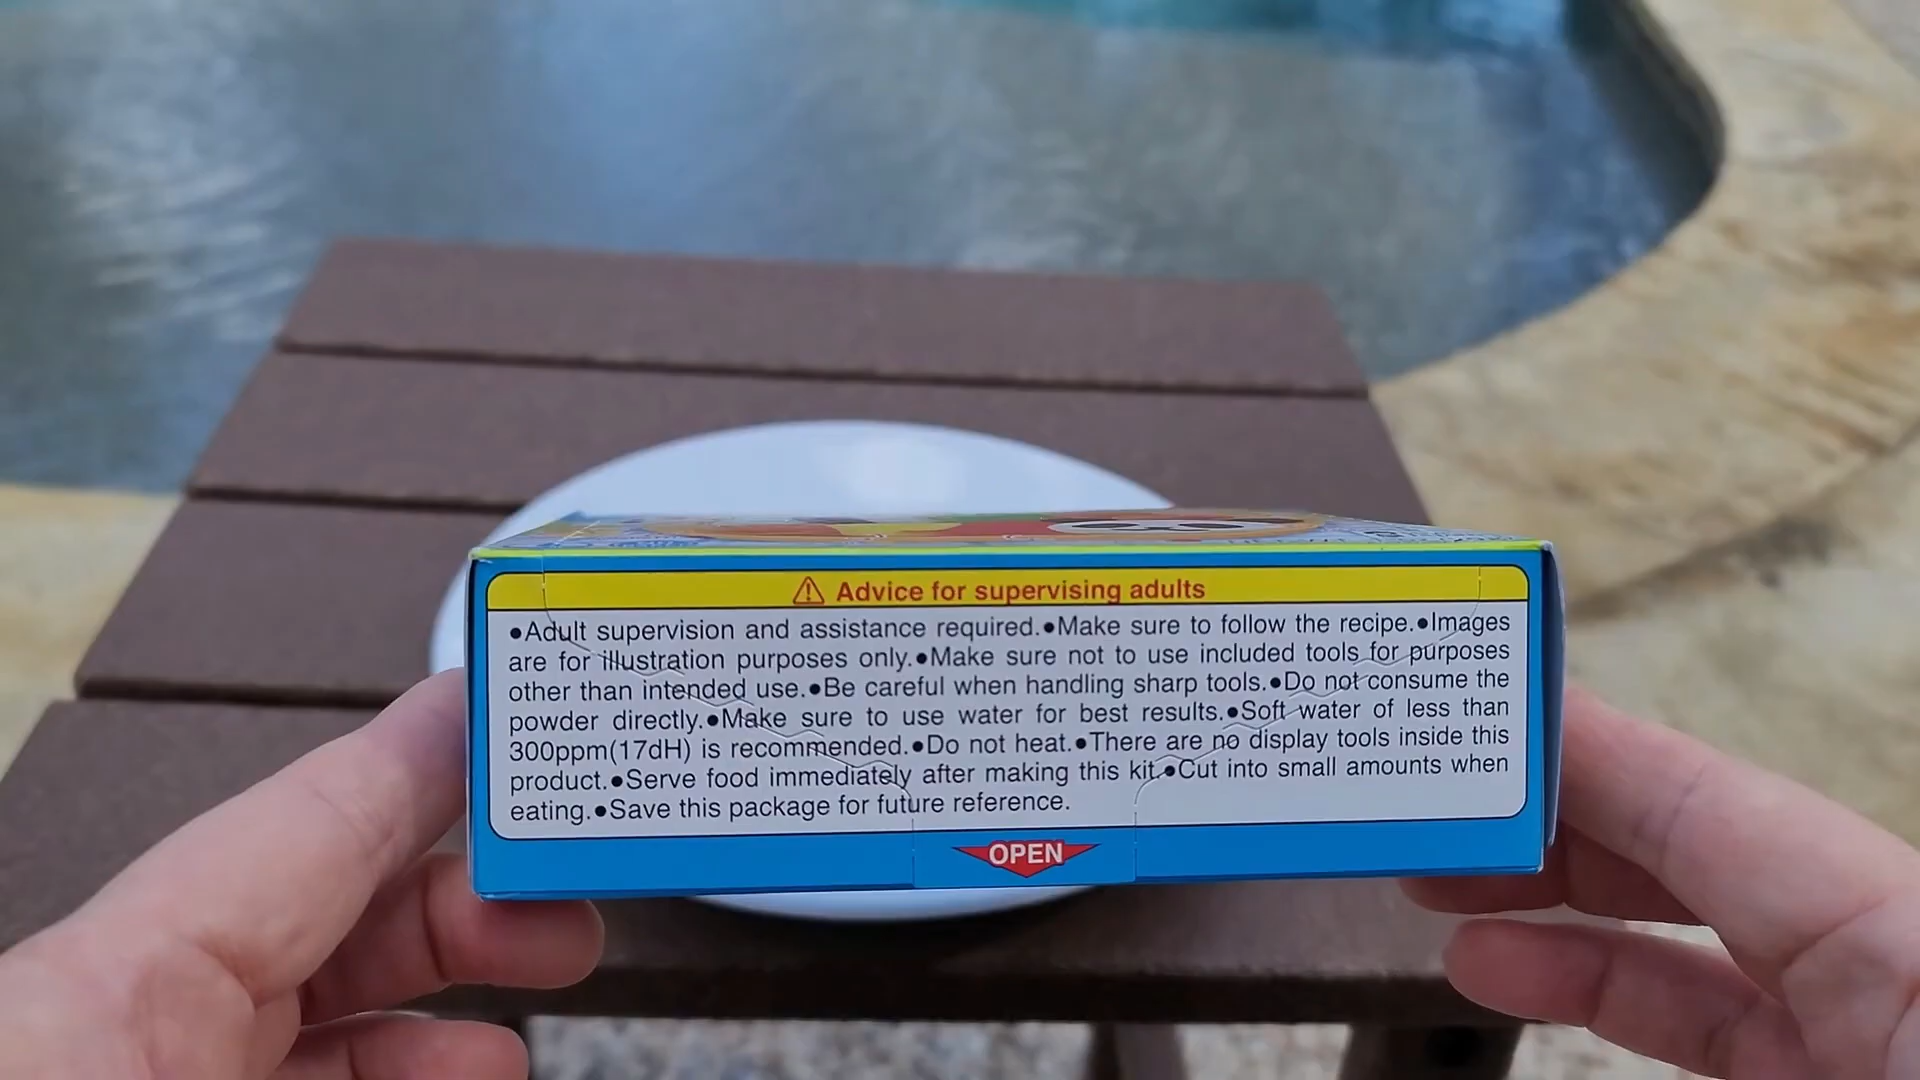 ⚠ Advice for supervising adults
●Adult supervision and assistance required.●Make sure to follow the recipe.●Images
are for illustration purposes only.●Make sure not to use included tools for purposes
other than intended use.●Be careful when handling sharp tools.●Do not consume the
powder directly.●Make sure to use water for best results.●Soft water of less than
300ppm(17dH) is recommended.●Do not heat.●There are no display tools inside this
product.●Serve food immediately after making this kit.●Cut into small amounts when
eating.●Save this package for future reference.
OPEN